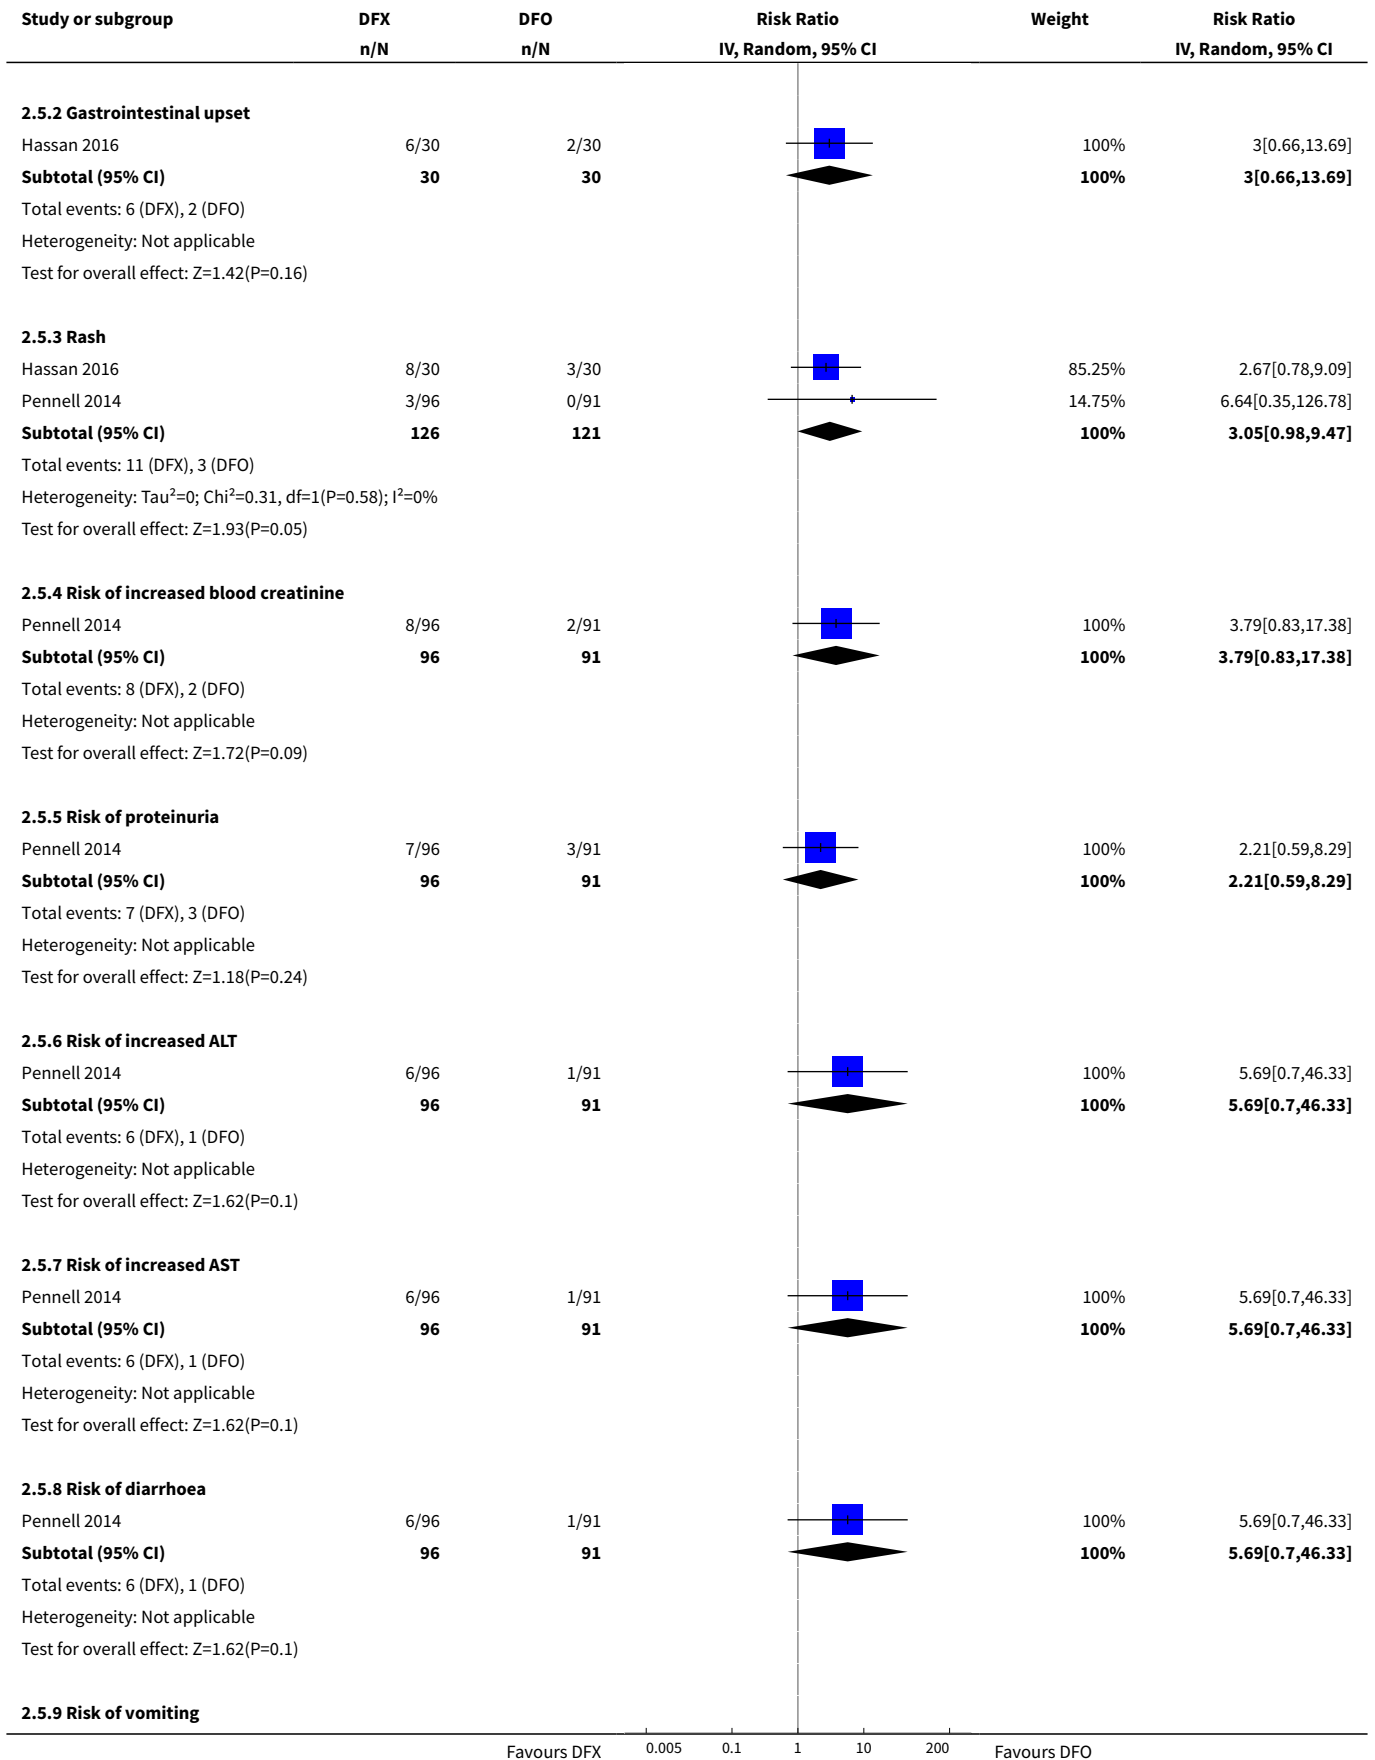 Study or subgroup DFX DFO Risk Ratio Weight Risk Ratio
n/N n/N IV, Random, 95% CI IV, Random, 95% CI
2.5.2 Gastrointestinal upset
Hassan 2016 6/30 2/30 100% 3[0.66,13.69]
Subtotal (95% CI) 30 30 100% 3[0.66,13.69]
Total events: 6 (DFX), 2 (DFO)
Heterogeneity: Not applicable
Test for overall effect: Z=1.42(P=0.16)
2.5.3 Rash
Hassan 2016 8/30 3/30 85.25% 2.67[0.78,9.09]
Pennell 2014 3/96 0/91 14.75% 6.64[0.35,126.78]
Subtotal (95% CI) 126 121 100% 3.05[0.98,9.47]
Total events: 11 (DFX), 3 (DFO)
Heterogeneity: Tau²=0; Chi²=0.31, df=1(P=0.58); I²=0%
Test for overall effect: Z=1.93(P=0.05)
2.5.4 Risk of increased blood creatinine
Pennell 2014 8/96 2/91 100% 3.79[0.83,17.38]
Subtotal (95% CI) 96 91 100% 3.79[0.83,17.38]
Total events: 8 (DFX), 2 (DFO)
Heterogeneity: Not applicable
Test for overall effect: Z=1.72(P=0.09)
2.5.5 Risk of proteinuria
Pennell 2014 7/96 3/91 100% 2.21[0.59,8.29]
Subtotal (95% CI) 96 91 100% 2.21[0.59,8.29]
Total events: 7 (DFX), 3 (DFO)
Heterogeneity: Not applicable
Test for overall effect: Z=1.18(P=0.24)
2.5.6 Risk of increased ALT
Pennell 2014 6/96 1/91 100% 5.69[0.7,46.33]
Subtotal (95% CI) 96 91 100% 5.69[0.7,46.33]
Total events: 6 (DFX), 1 (DFO)
Heterogeneity: Not applicable
Test for overall effect: Z=1.62(P=0.1)
2.5.7 Risk of increased AST
Pennell 2014 6/96 1/91 100% 5.69[0.7,46.33]
Subtotal (95% CI) 96 91 100% 5.69[0.7,46.33]
Total events: 6 (DFX), 1 (DFO)
Heterogeneity: Not applicable
Test for overall effect: Z=1.62(P=0.1)
2.5.8 Risk of diarrhoea
Pennell 2014 6/96 1/91 100% 5.69[0.7,46.33]
Subtotal (95% CI) 96 91 100% 5.69[0.7,46.33]
Total events: 6 (DFX), 1 (DFO)
Heterogeneity: Not applicable
Test for overall effect: Z=1.62(P=0.1)
2.5.9 Risk of vomiting
Favours DFX 0.005 0.1 1 10 200 Favours DFO